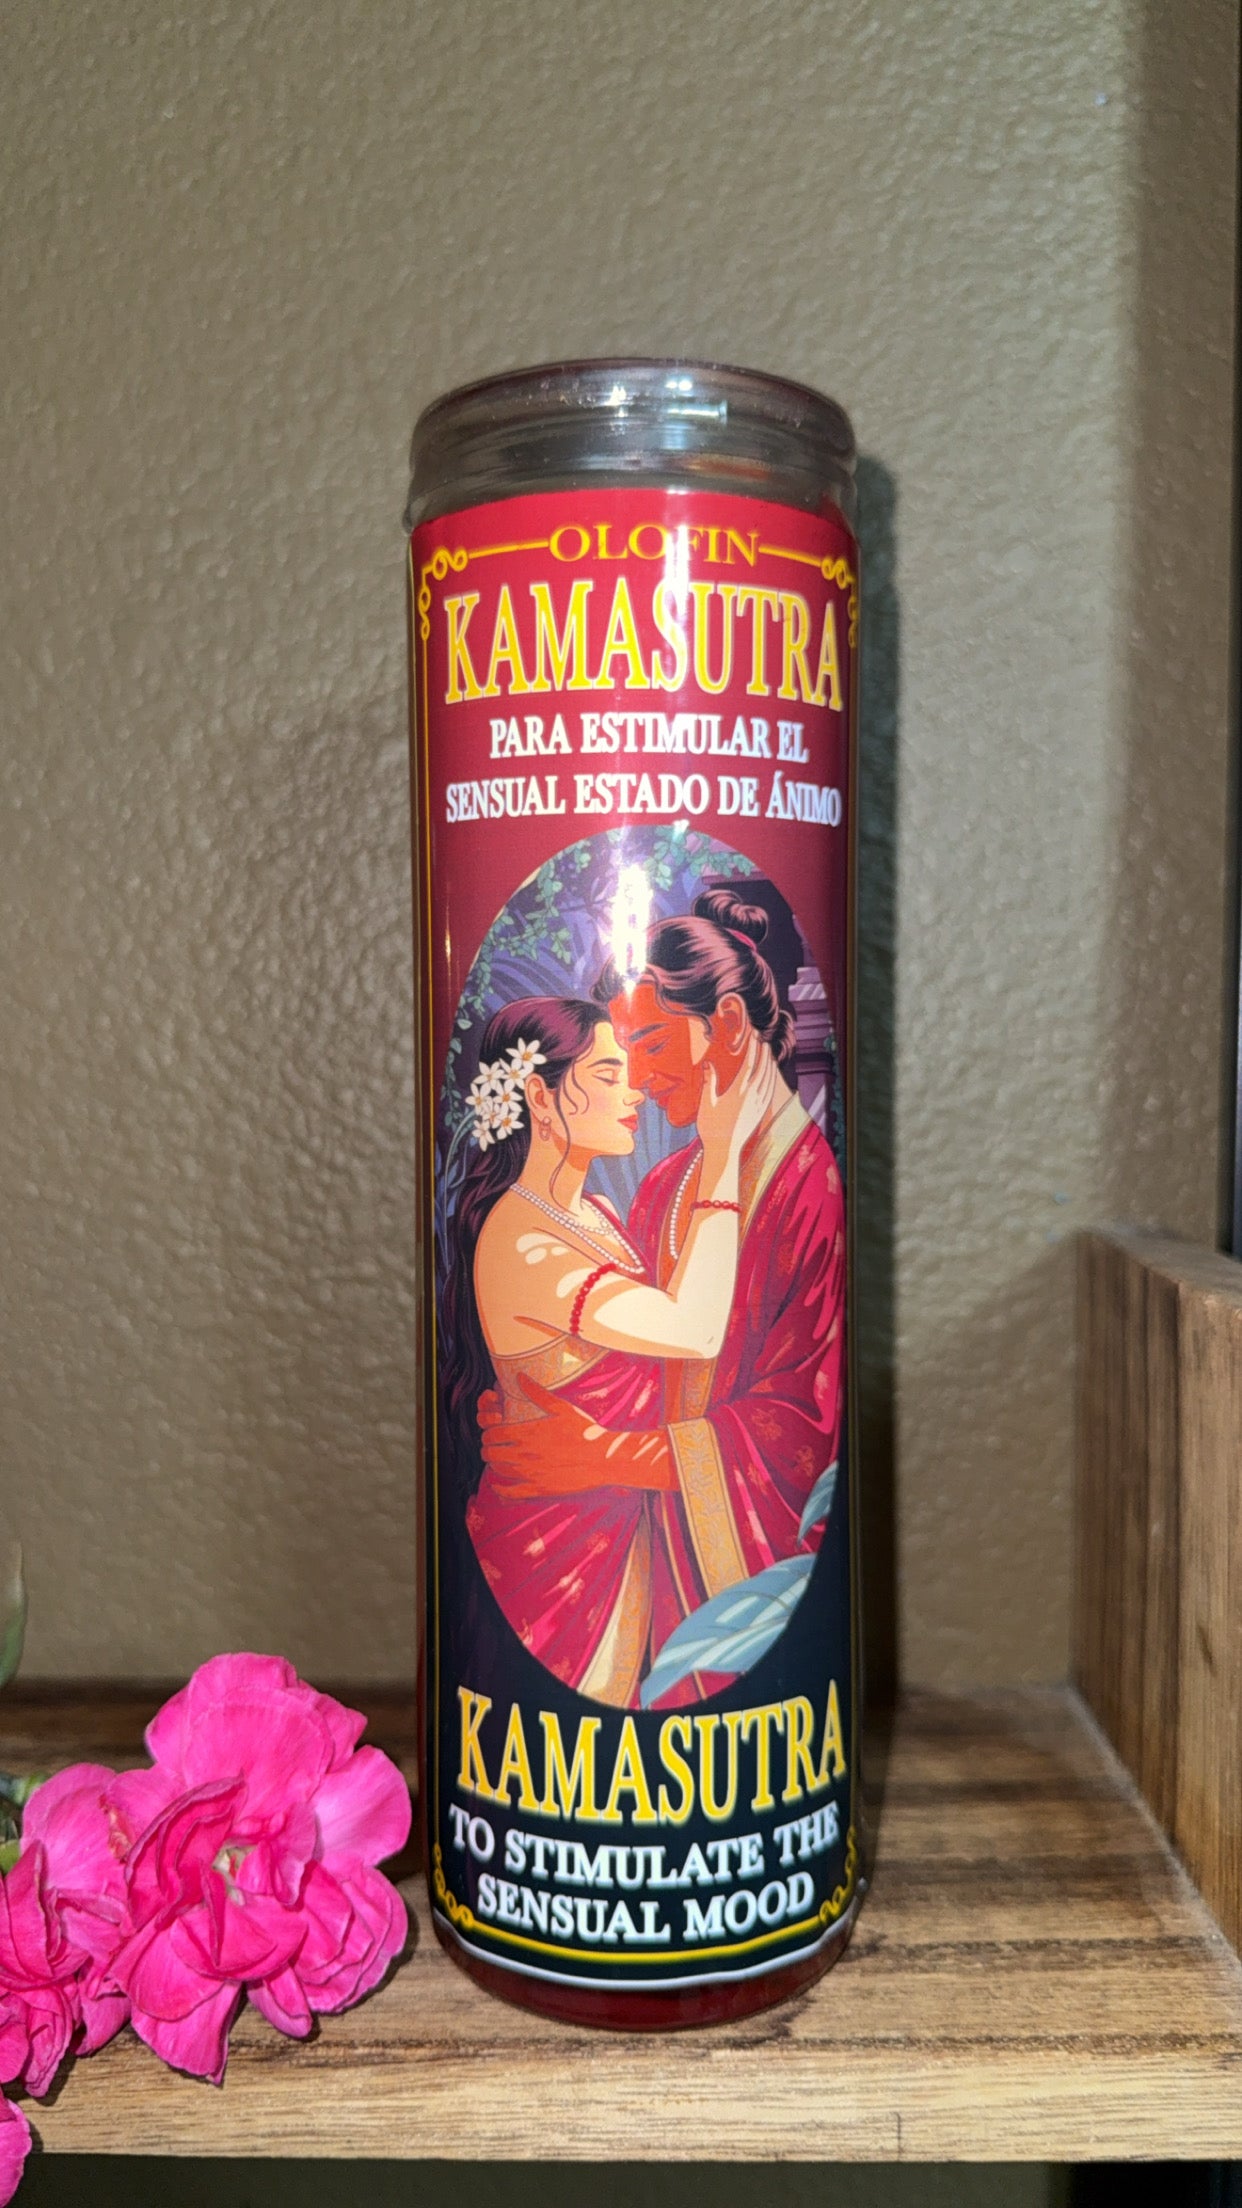 OLOFIN
KAMASUTRA
PARA ESTIMULAR EL
SENSUAL ESTADO DE ÁNIMO
KAMASUTRA
TO STIMULATE THE
SENSUAL MOOD